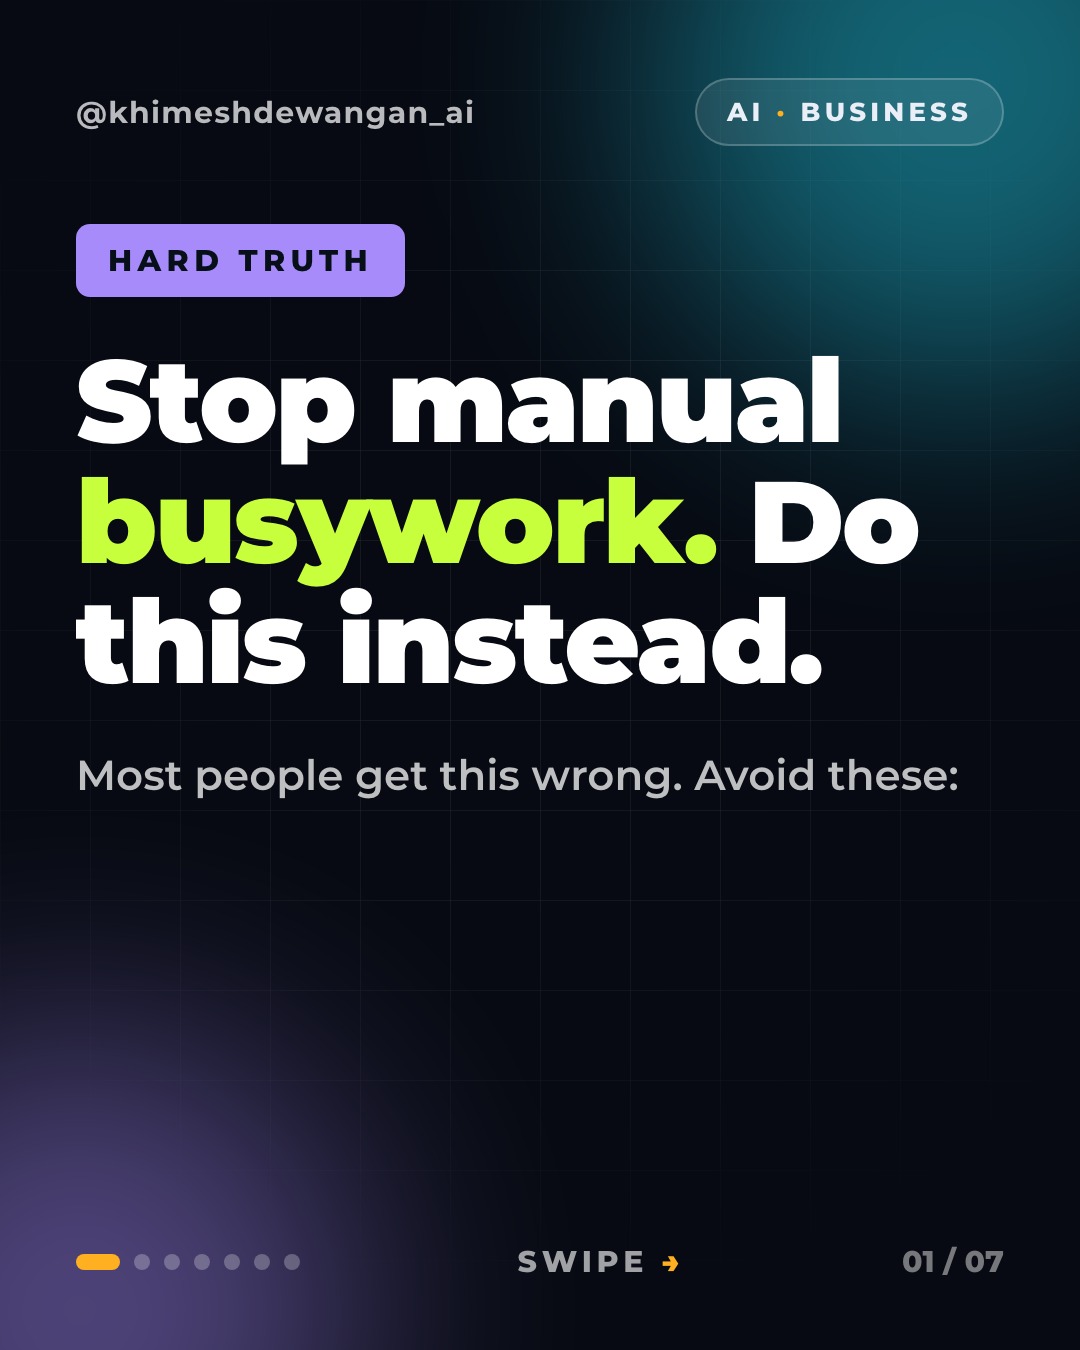 @khimeshdewangan_ai
AI · BUSINESS
HARD TRUTH
Stop manual
busywork. Do
this instead.
Most people get this wrong. Avoid these:
SWIPE →
01 / 07